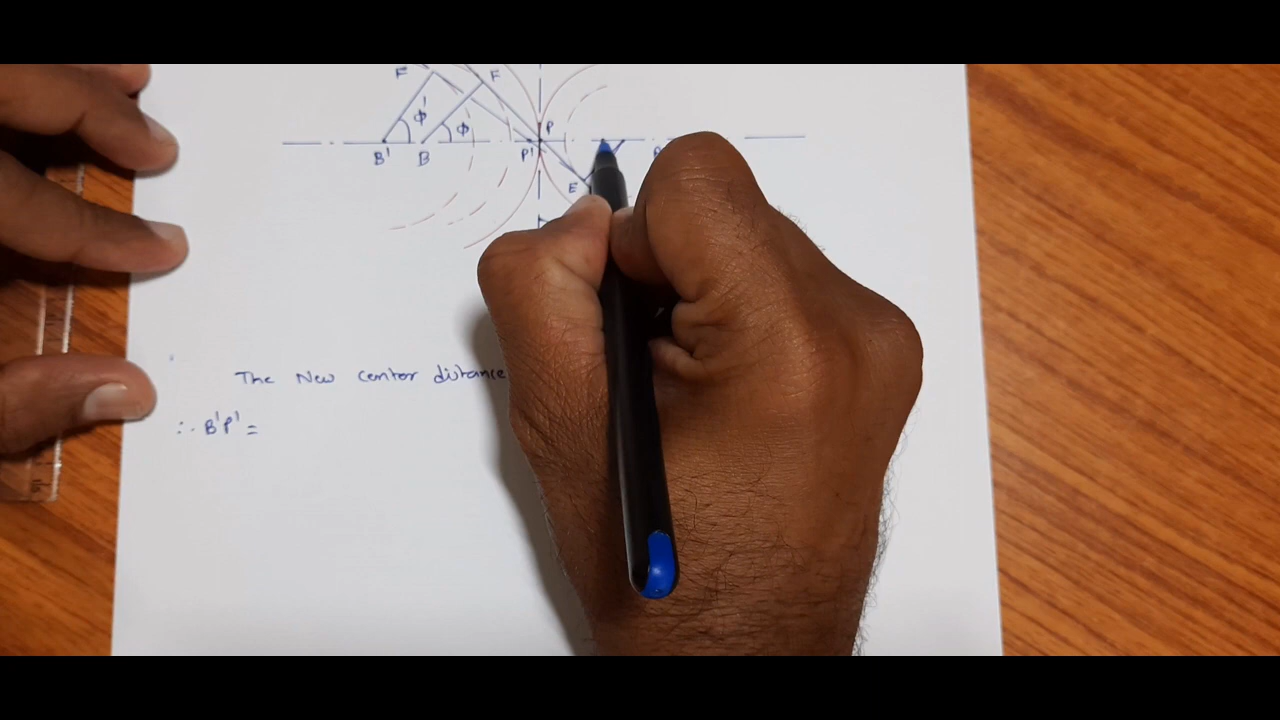 F F
φ' φ P
B' B P'
E
The New center distance
∴ B'P' =